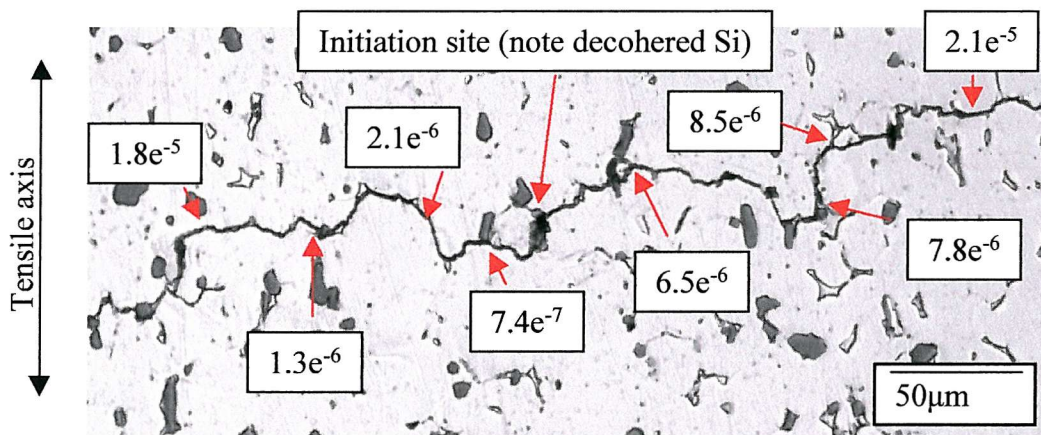 Initiation site (note decohered Si)
2.1e⁻⁵
8.5e⁻⁶
2.1e⁻⁶
1.8e⁻⁵
Tensile axis
7.8e⁻⁶
6.5e⁻⁶
7.4e⁻⁷
1.3e⁻⁶
50μm